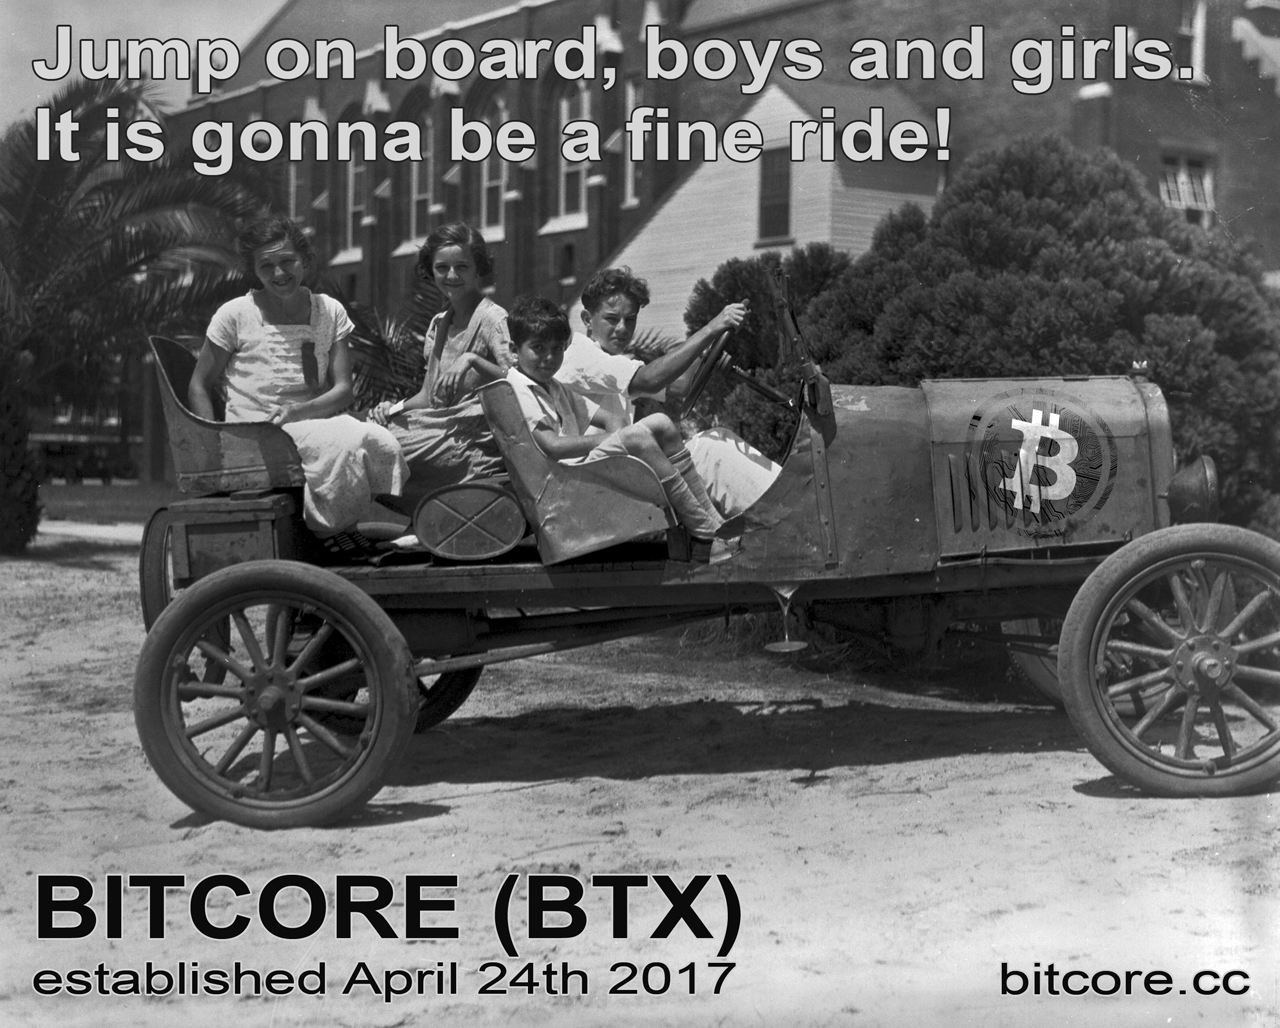 Jump on board, boys and girls.
It is gonna be a fine ride!
BITCORE (BTX)
established April 24th 2017
bitcore.cc